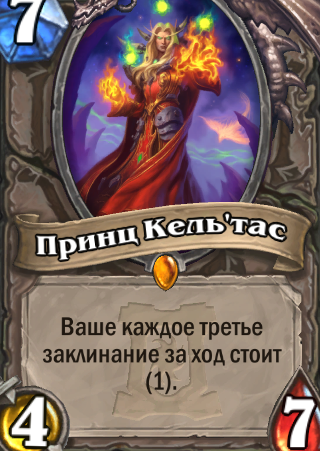 7
Принц Кель'тас
Ваше каждое третье
заклинание за ход стоит
(1).
4
7